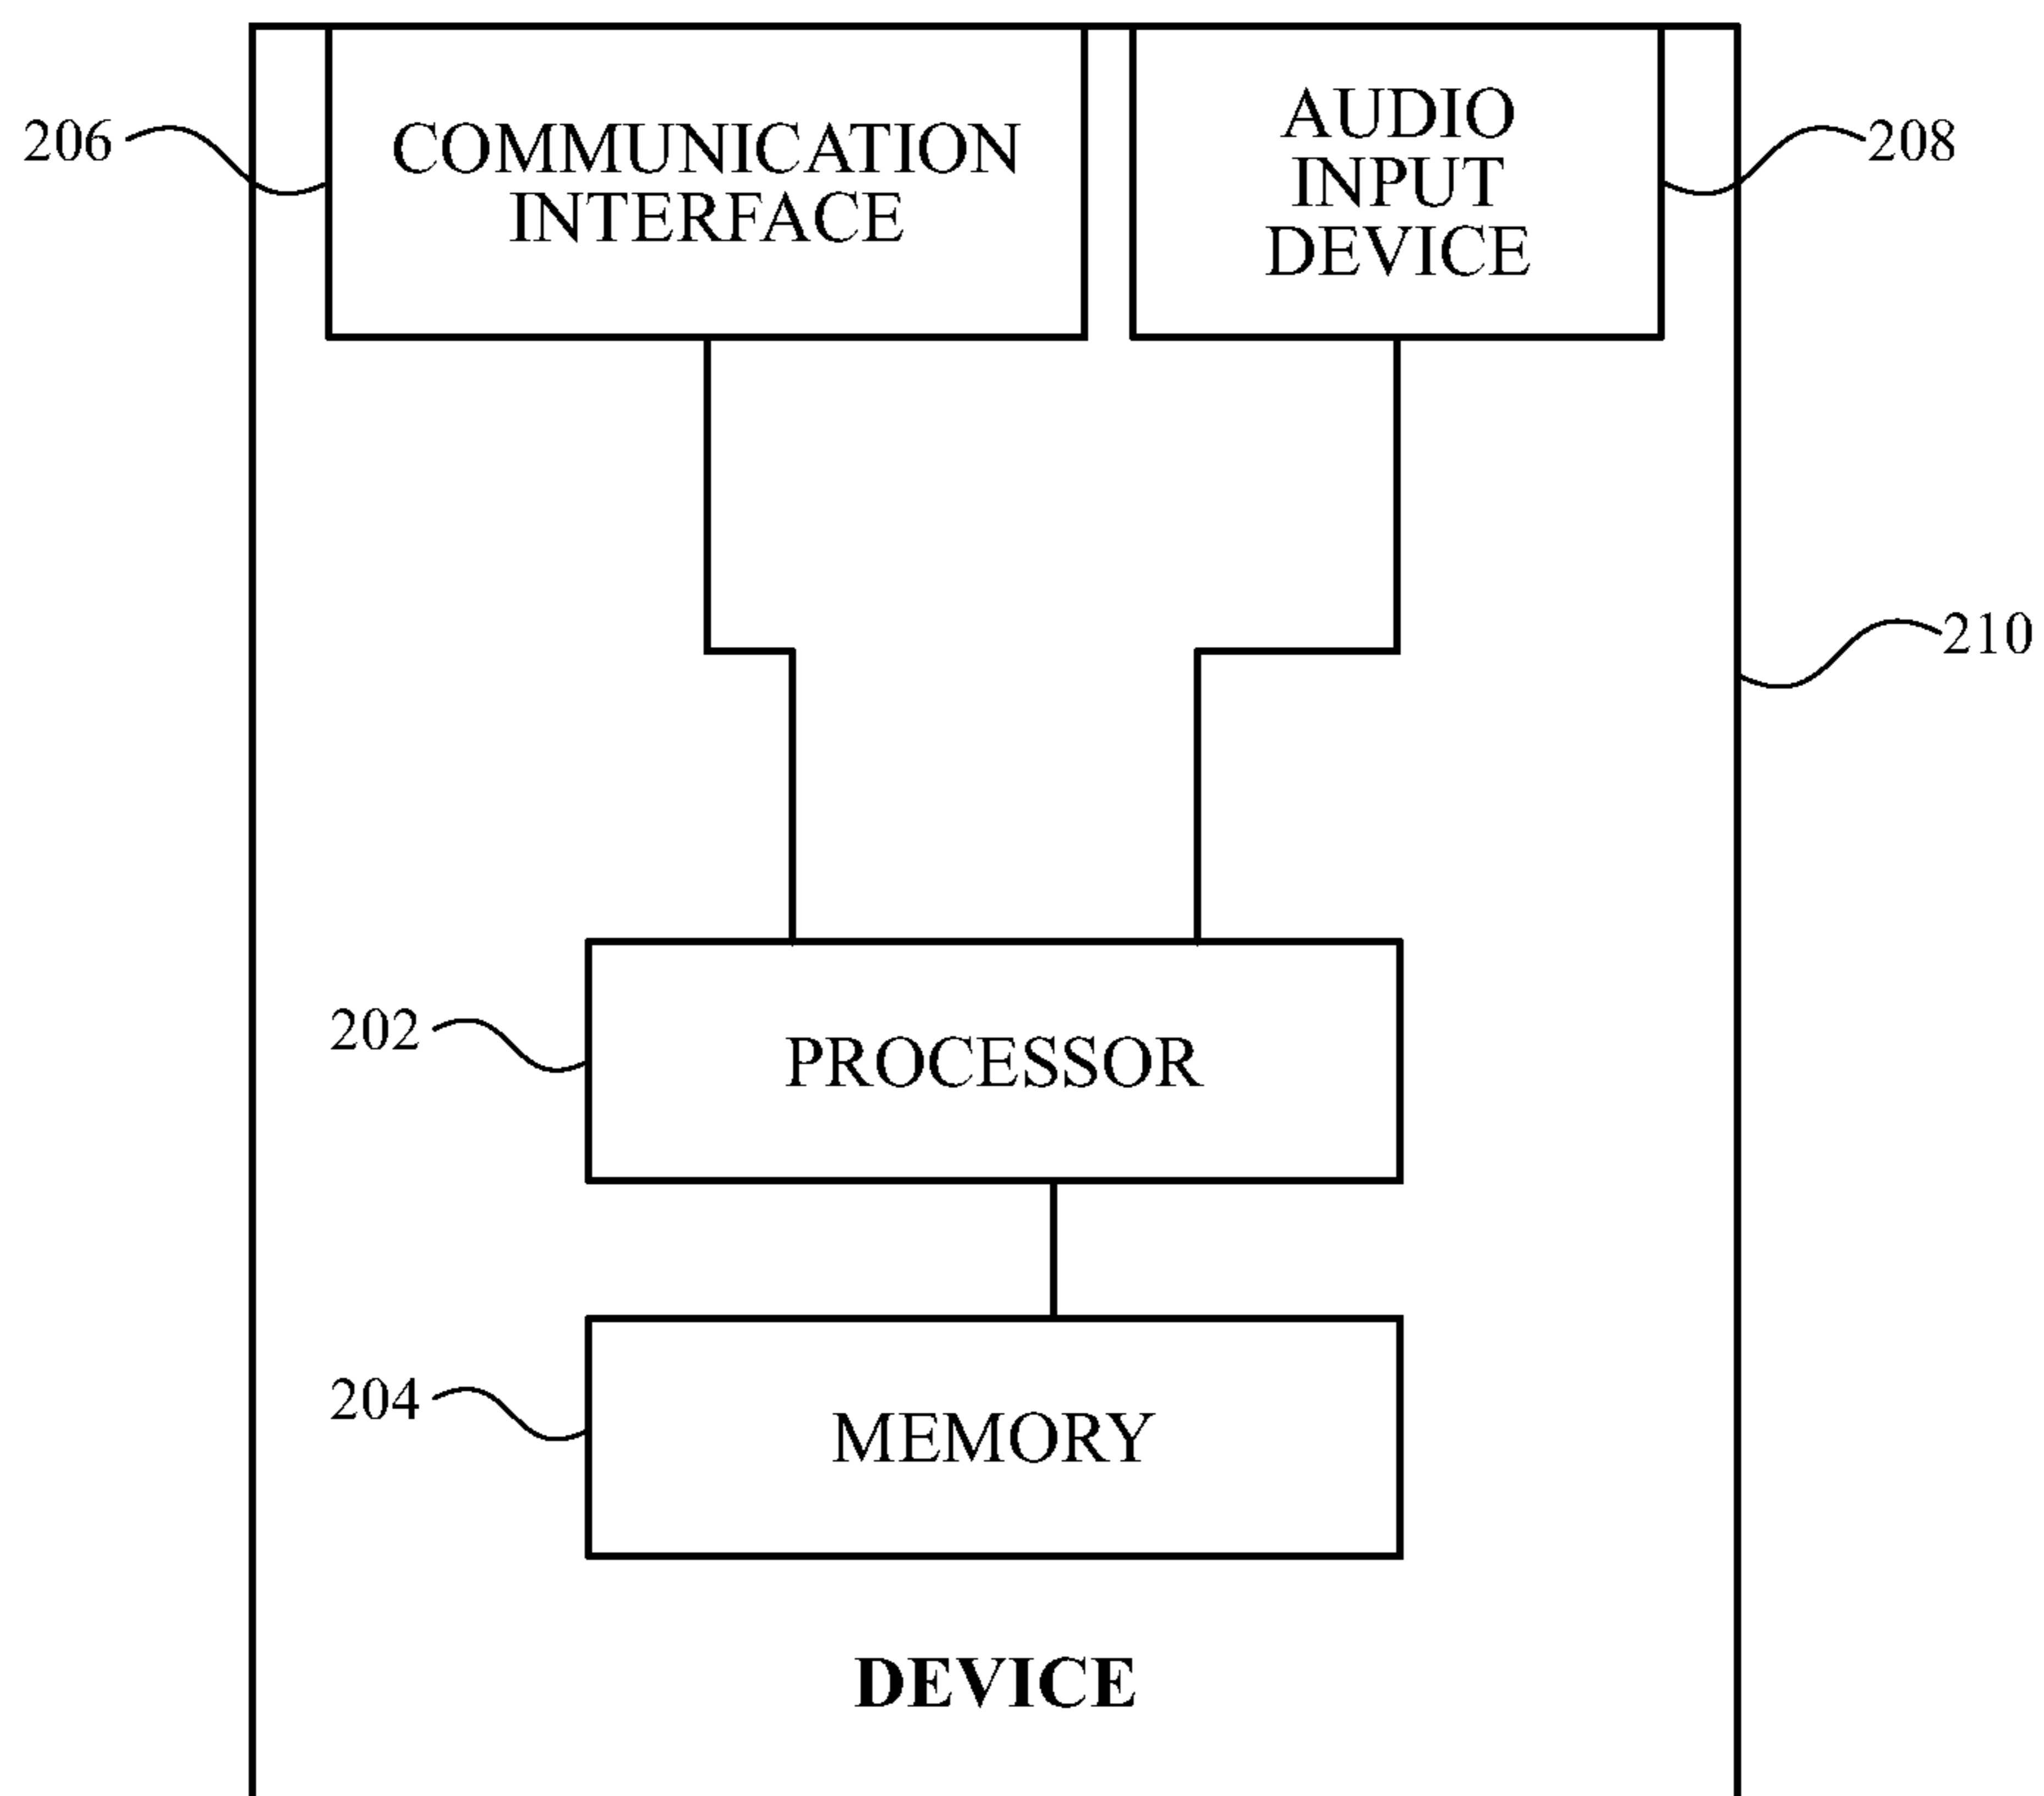 206
COMMUNICATION
INTERFACE
AUDIO
INPUT
DEVICE
208
210
202
PROCESSOR
204
MEMORY
DEVICE